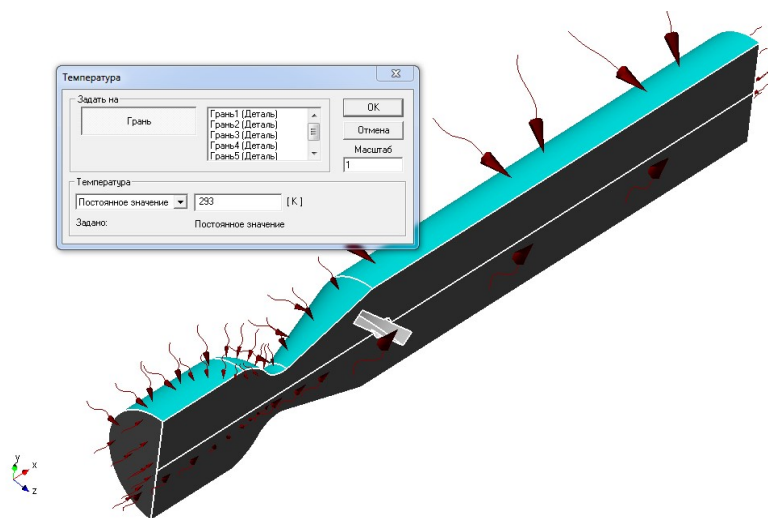 Температура
Задать на
Грань
Грань1 (Деталь)
Грань2 (Деталь)
Грань3 (Деталь)
Грань4 (Деталь)
Грань5 (Деталь)
OK
Отмена
Масштаб
1
Температура
Постоянное значение
293
[ K ]
Задано:
Постоянное значение
y
x
z